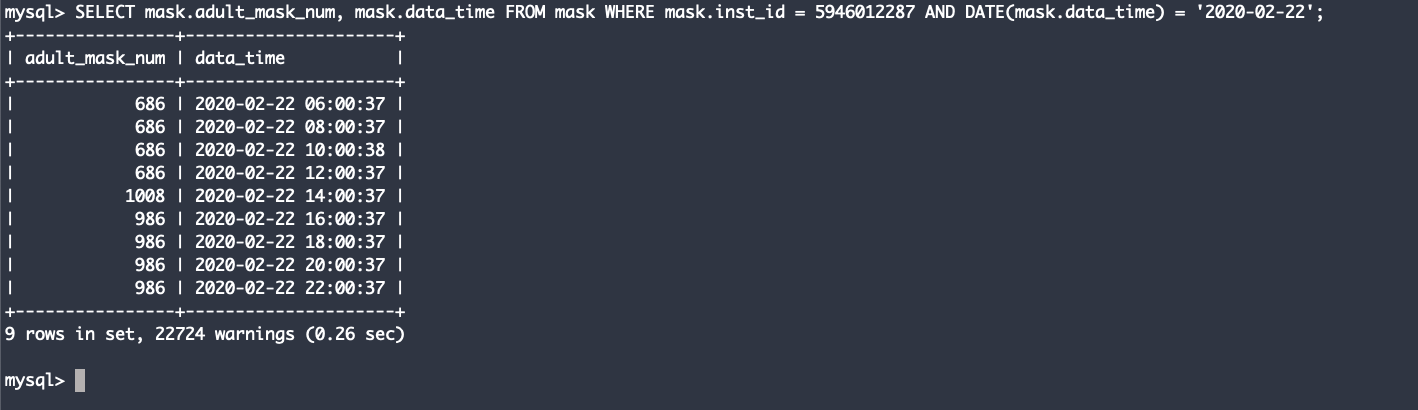 mysql> SELECT mask.adult_mask_num, mask.data_time FROM mask WHERE mask.inst_id = 5946012287 AND DATE(mask.data_time) = '2020-02-22';
+----------------+---------------------+
| adult_mask_num | data_time           |
+----------------+---------------------+
|            686 | 2020-02-22 06:00:37 |
|            686 | 2020-02-22 08:00:37 |
|            686 | 2020-02-22 10:00:38 |
|            686 | 2020-02-22 12:00:37 |
|           1008 | 2020-02-22 14:00:37 |
|            986 | 2020-02-22 16:00:37 |
|            986 | 2020-02-22 18:00:37 |
|            986 | 2020-02-22 20:00:37 |
|            986 | 2020-02-22 22:00:37 |
+----------------+---------------------+
9 rows in set, 22724 warnings (0.26 sec)
mysql>